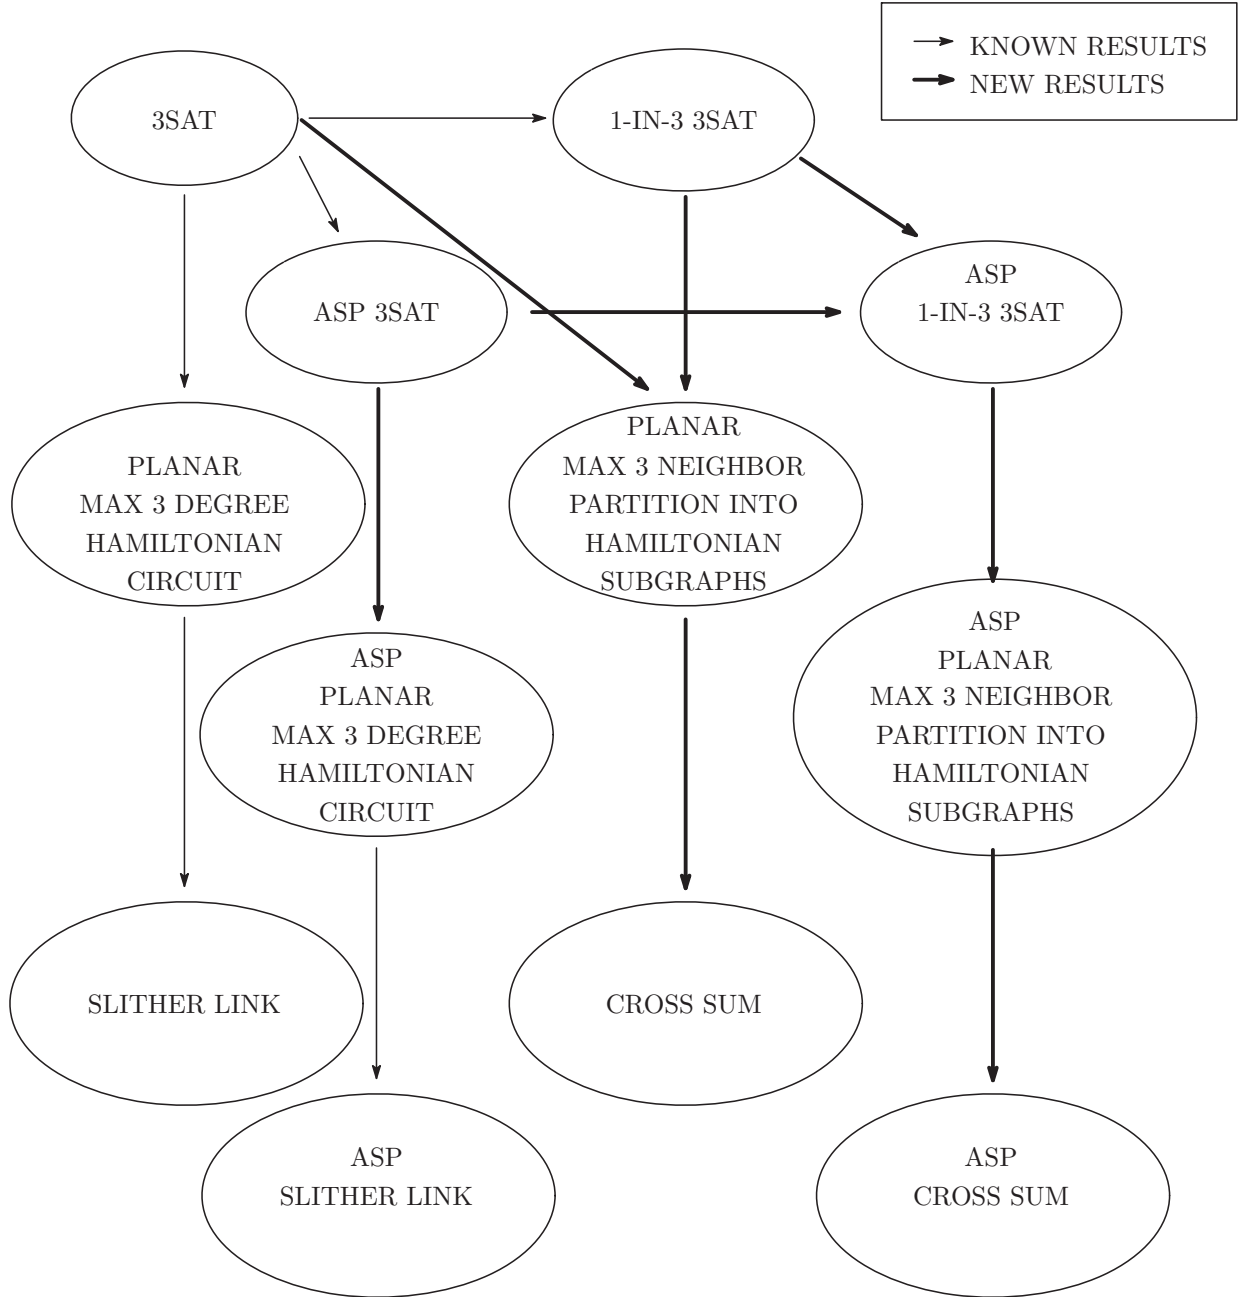 KNOWN RESULTS
NEW RESULTS
3SAT
1-IN-3 3SAT
ASP 3SAT
ASP
1-IN-3 3SAT
PLANAR
MAX 3 DEGREE
HAMILTONIAN
CIRCUIT
PLANAR
MAX 3 NEIGHBOR
PARTITION INTO
HAMILTONIAN
SUBGRAPHS
ASP
PLANAR
MAX 3 DEGREE
HAMILTONIAN
CIRCUIT
ASP
PLANAR
MAX 3 NEIGHBOR
PARTITION INTO
HAMILTONIAN
SUBGRAPHS
SLITHER LINK
CROSS SUM
ASP
SLITHER LINK
ASP
CROSS SUM